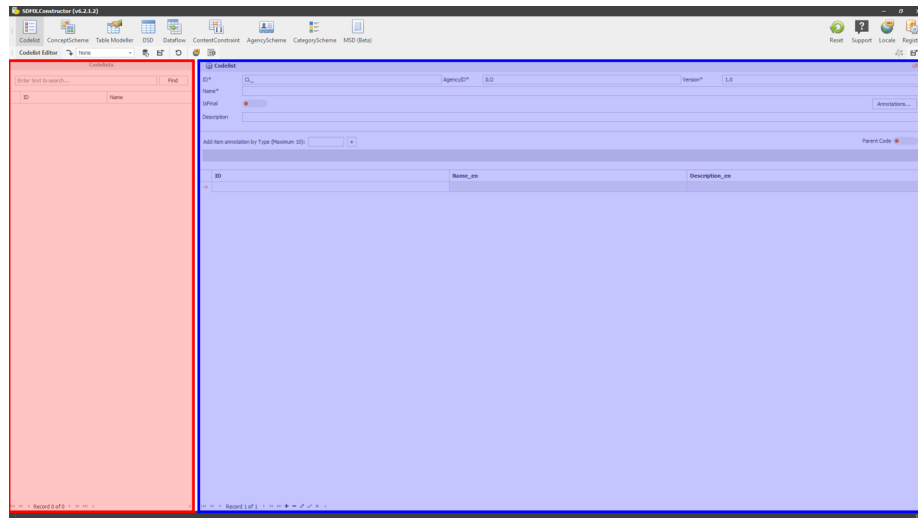 SDMX.Constructor (v6.2.1.2)
Codelist ConceptScheme Table Modeller DSD Dataflow ContentConstraint AgencyScheme CategoryScheme MSD (Beta) Reset Support Locale Regist
Codelist Editor None
Codelists
Enter text to search... Find
ID Name
Record 0 of 0
Codelist
ID* CL_ AgencyID* ILO Version* 1.0
Name*
IsFinal Annotations...
Description
Add item annotation by Type (Maximum 10): + Parent Code
ID Name_en Description_en
Record 1 of 1